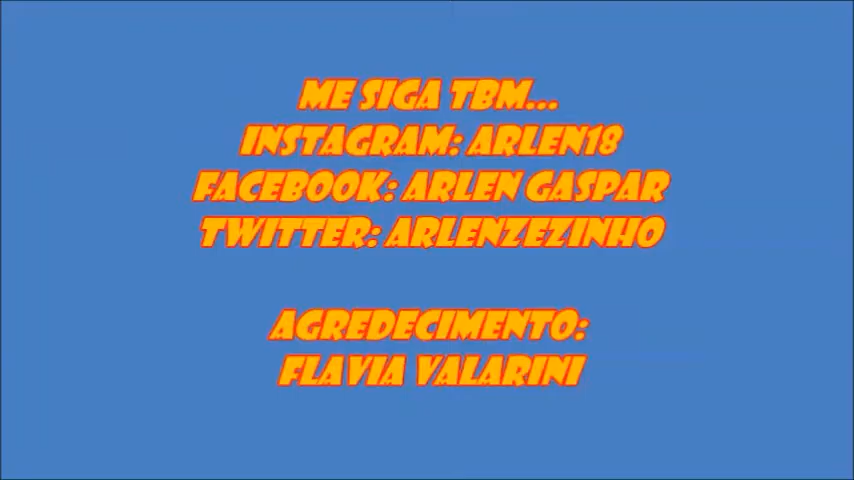 ME SIGA TBM...
INSTAGRAM: ARLEN18
FACEBOOK: ARLEN GASPAR
TWITTER: ARLENZEZINHO
AGREDECIMENTO:
FLAVIA VALARINI